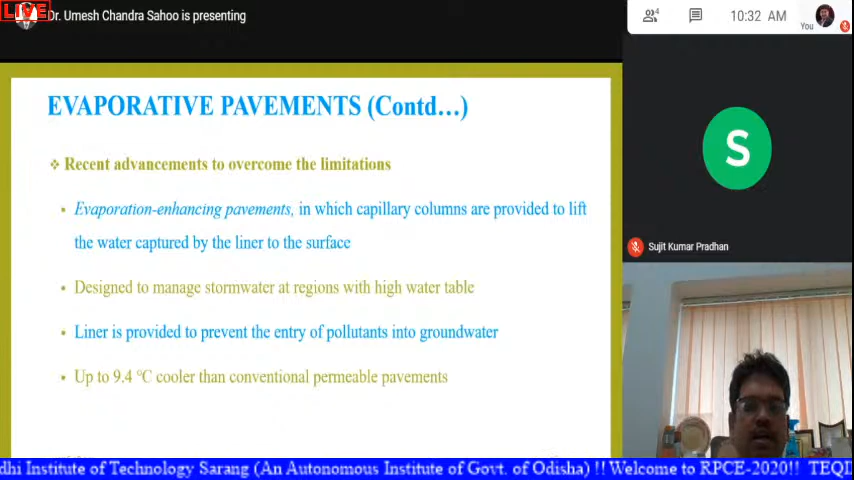 LIVE
Dr. Umesh Chandra Sahoo is presenting
4
10:32 AM
You
EVAPORATIVE PAVEMENTS (Contd…)
❖ Recent advancements to overcome the limitations
• Evaporation-enhancing pavements, in which capillary columns are provided to lift
the water captured by the liner to the surface
• Designed to manage stormwater at regions with high water table
• Liner is provided to prevent the entry of pollutants into groundwater
• Up to 9.4 °C cooler than conventional permeable pavements
S
Sujit Kumar Pradhan
dhi Institute of Technology Sarang (An Autonomous Institute of Govt. of Odisha) !! Welcome to RPCE-2020!! TEQI